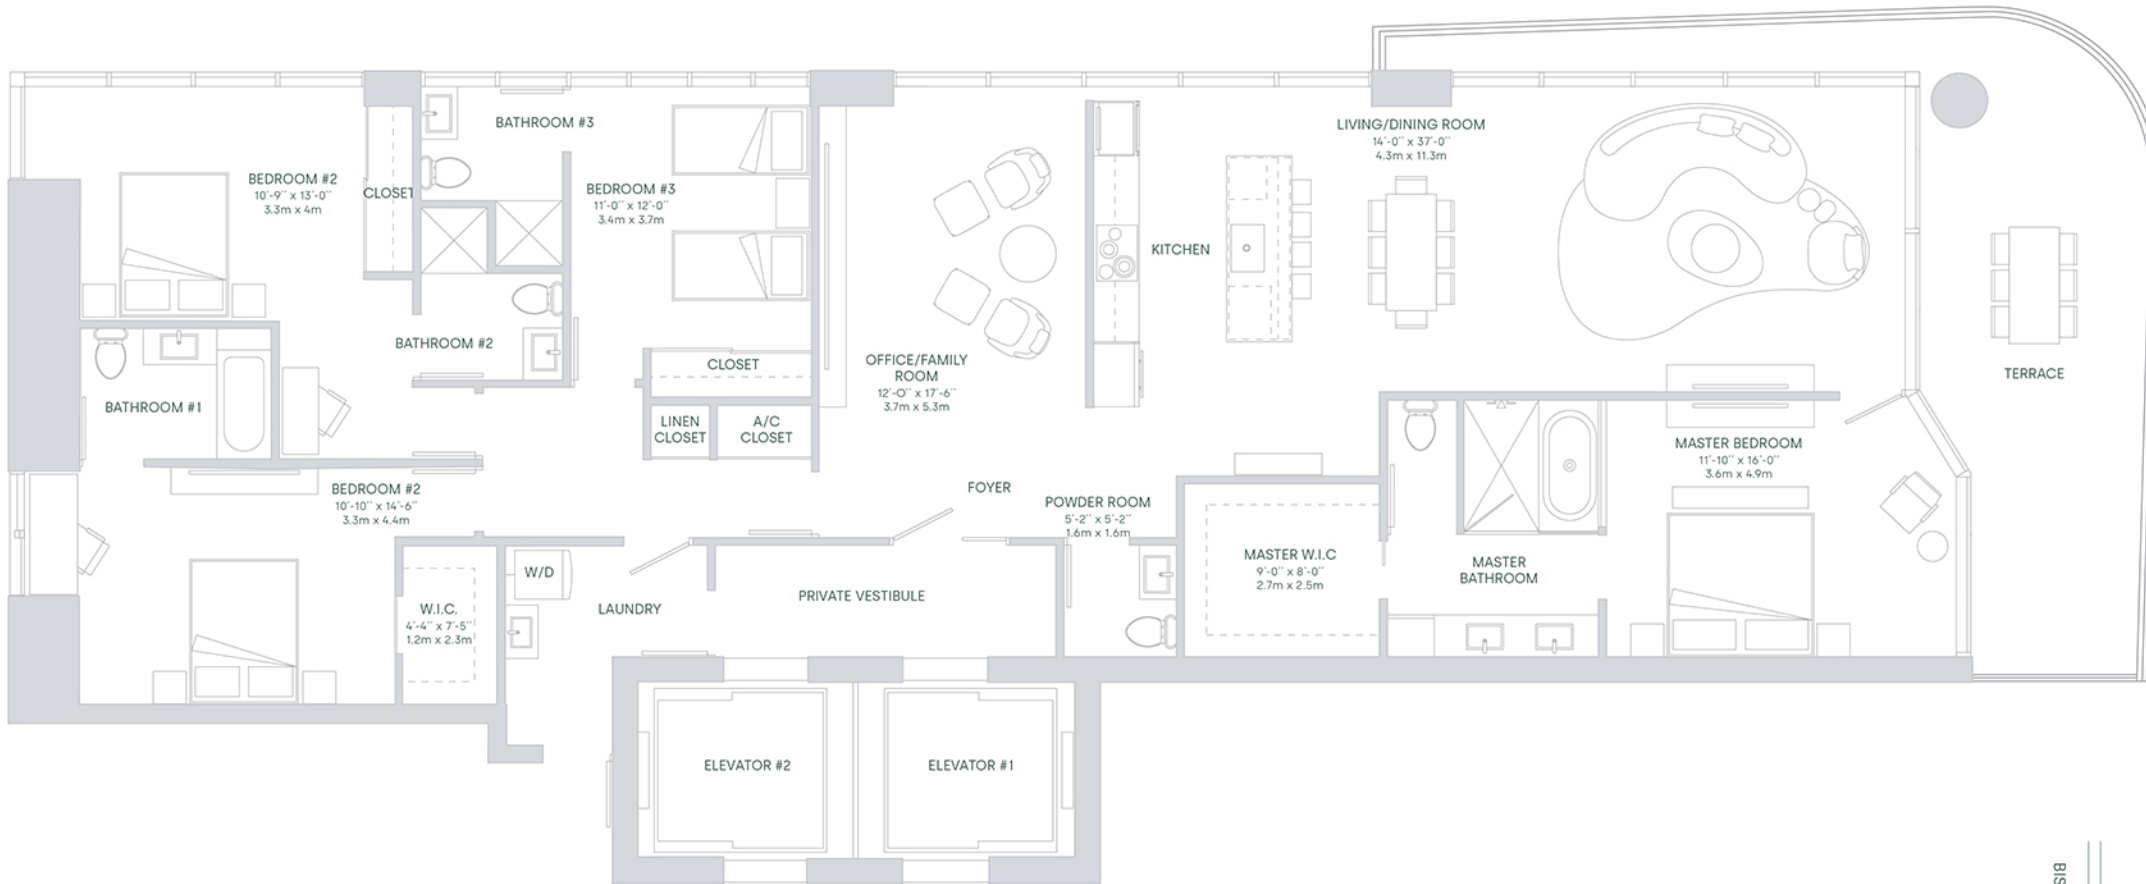 BATHROOM #3
LIVING/DINING ROOM
14'-0'' x 37'-0''
4.3m x 11.3m
BEDROOM #2
10'-9'' x 13'-0''
3.3m x 4m
CLOSET
BEDROOM #3
11'-0'' x 12'-0''
3.4m x 3.7m
KITCHEN
BATHROOM #2
CLOSET
OFFICE/FAMILY
ROOM
12'-O'' x 17'-6''
3.7m x 5.3m
TERRACE
BATHROOM #1
LINEN
CLOSET
A/C
CLOSET
MASTER BEDROOM
11'-10'' x 16'-0''
3.6m x 4.9m
BEDROOM #2
10'-10'' x 14'-6''
3.3m x 4.4m
FOYER
POWDER ROOM
5'-2'' x 5'-2''
1.6m x 1.6m
MASTER W.I.C
9'-0'' x 8'-0''
2.7m x 2.5m
MASTER
BATHROOM
W/D
W.I.C.
4'-4'' x 7'-5''
1.2m x 2.3m
LAUNDRY
PRIVATE VESTIBULE
ELEVATOR #2
ELEVATOR #1
BIS